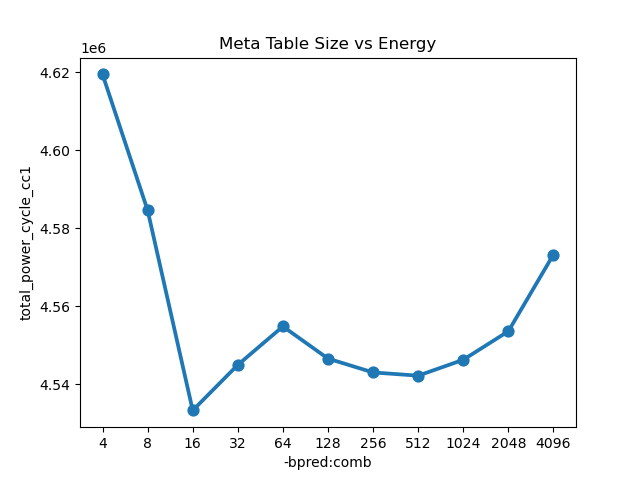 Meta Table Size vs Energy
1e6
4.62
4.60
4.58
4.56
4.54
total_power_cycle_cc1
4 8 16 32 64 128 256 512 1024 2048 4096
-bpred:comb